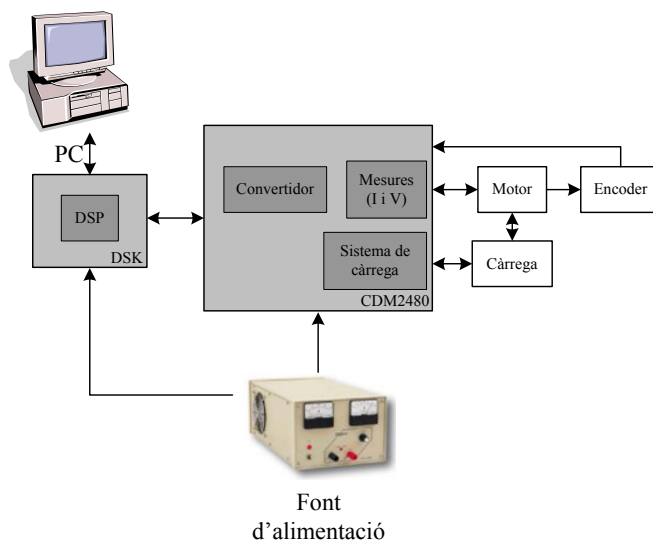 PC
DSP
DSK
Convertidor
Mesures
(I i V)
Sistema de
càrrega
CDM2480
Motor
Encoder
Càrrega
Font
d'alimentació